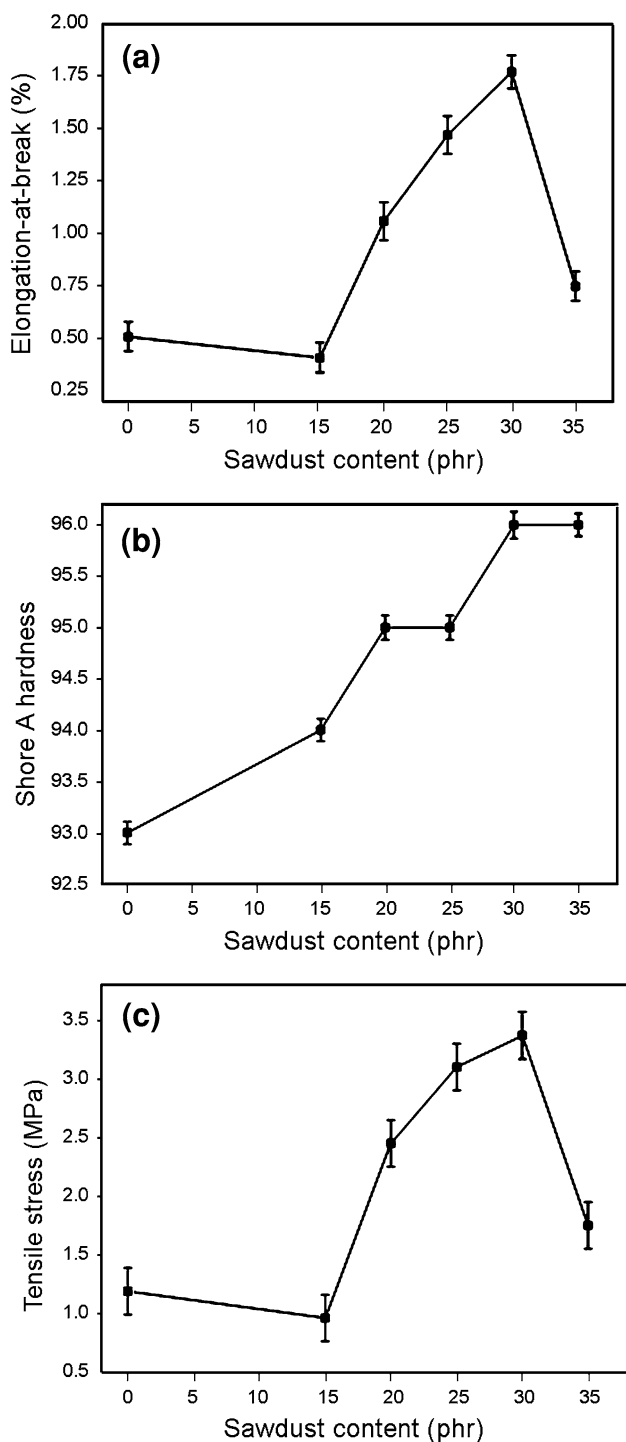 (a)
Elongation-at-break (%)
2.00
1.75
1.50
1.25
1.00
0.75
0.50
0.25
0 5 10 15 20 25 30 35
Sawdust content (phr)
(b)
Shore A hardness
96.0
95.5
95.0
94.5
94.0
93.5
93.0
92.5
0 5 10 15 20 25 30 35
Sawdust content (phr)
(c)
Tensile stress (MPa)
3.5
3.0
2.5
2.0
1.5
1.0
0.5
0 5 10 15 20 25 30 35
Sawdust content (phr)